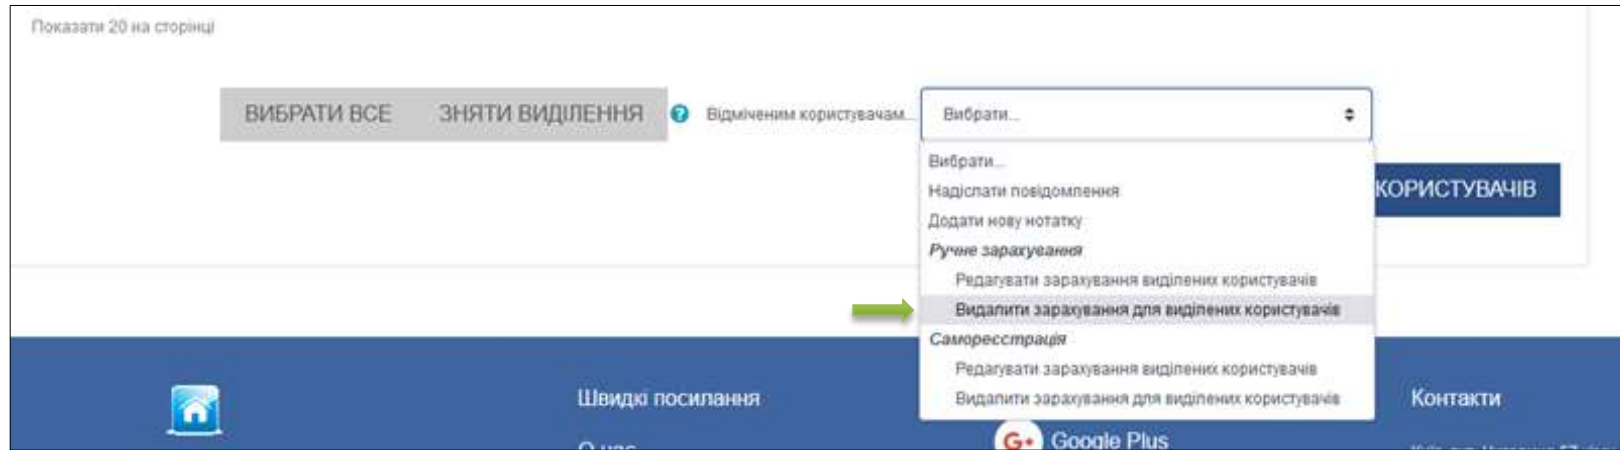 Показати 20 на сторінці
ВИБРАТИ ВСЕ ЗНЯТИ ВИДІЛЕННЯ ? Відміченим користувачам... Вибрати...
Вибрати...
Надіслати повідомлення
КОРИСТУВАЧІВ
Додати нову нотатку
Ручне зарахування
Редагувати зарахування виділених користувачів
Видалити зарахування для виділених користувачів
Самореєстрація
Редагувати зарахування виділених користувачів
Видалити зарахування для виділених користувачів
Швидкі посилання
Контакти
О нас
G+ Google Plus